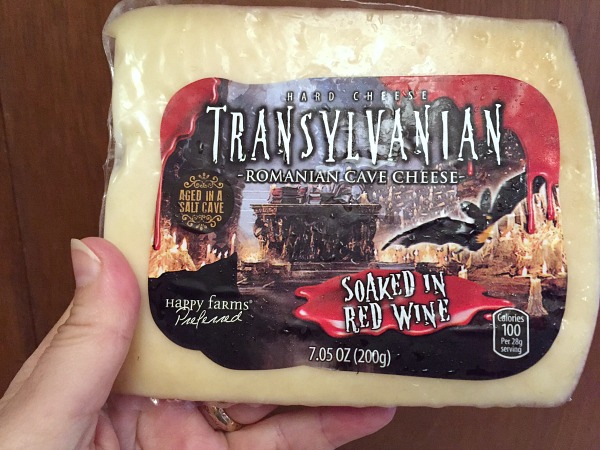 HARD CHEESE
TRANSYLVANIAN
-ROMANIAN CAVE CHEESE-
AGED IN A
SALT CAVE
SOAKED IN
RED WINE
Happy farms®
Preferred
7.05 OZ (200g)
Calories
100
Per 28g
serving